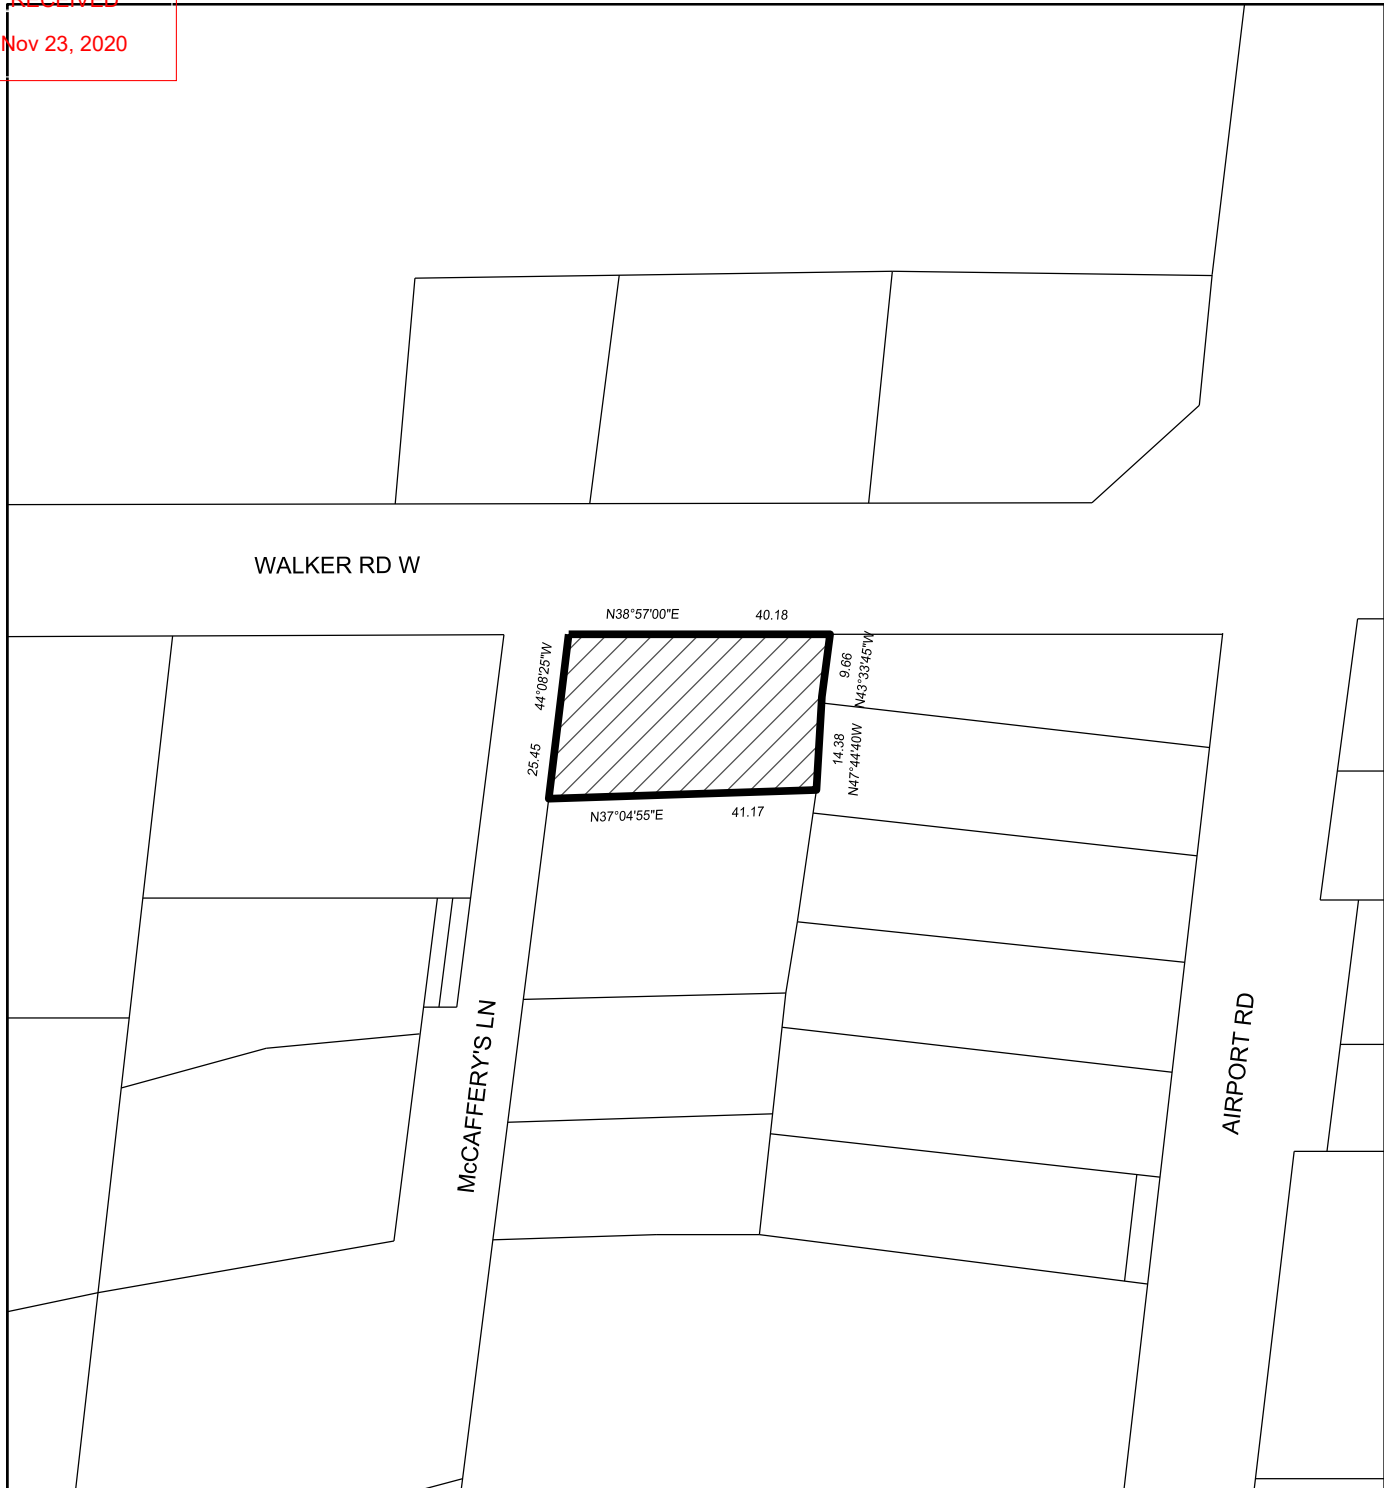 RECEIVED
Nov 23, 2020
WALKER RD W
N38°57'00"E 40.18
44°08'25"W
25.45
9.66
N43°33'45"W
14.38
N47°44'40W
N37°04'55"E 41.17
McCAFFERY'S LN
AIRPORT RD